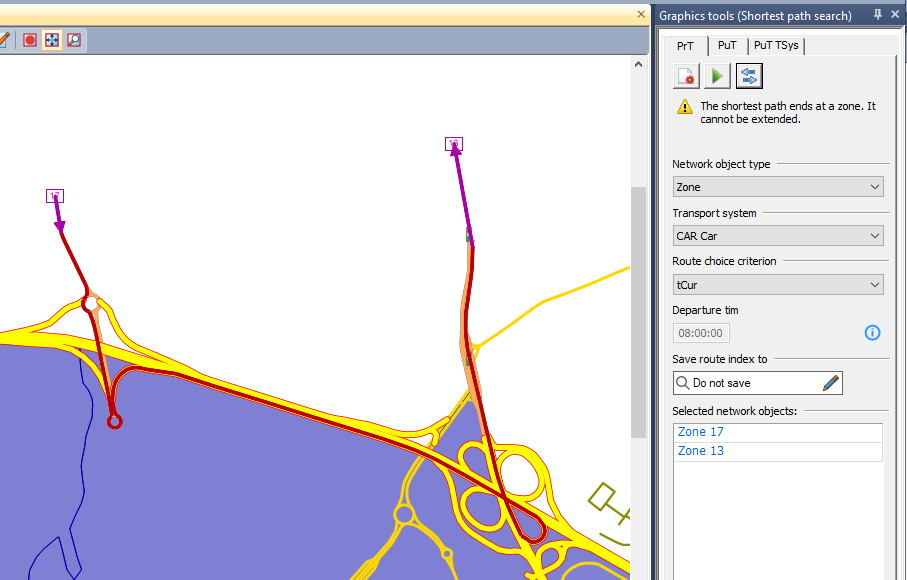 Graphics tools (Shortest path search)
PrT
PuT
PuT TSys
The shortest path ends at a zone. It
cannot be extended.
Network object type
Zone
Transport system
CAR Car
Route choice criterion
tCur
Departure tim
08:00:00
Save route index to
Do not save
Selected network objects:
Zone 17
Zone 13
17